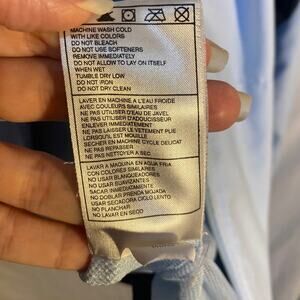 MACHINE WASH COLD
WITH LIKE COLORS
DO NOT BLEACH
DO NOT USE SOFTENERS
REMOVE IMMEDIATELY
DO NOT ALLOW TO LAY ON ITSELF
WHEN WET
TUMBLE DRY LOW
DO NOT IRON
DO NOT DRY CLEAN
LAVER EN MACHINE A L'EAU FROIDE
AVEC COULEURS SIMILAIRES
NE PAS UTILISER D'EAU DE JAVEL
NE PAS UTILISER D'ADOUCISSEUR
ENLEVER IMMEDIATEMENT
NE PAS LAISSER LE VETEMENT PLIE
LORSQU'IL EST MOUILLE
SECHER EN MACHINE CYCLE DELICAT
NE PAS REPASSER
NE PAS NETTOYER A SEC
LAVAR A MAQUINA EN AGUA FRIA
CON COLORES SIMILARES
NO USAR BLANQUEADORES
NO USAR SUAVIZANTES
SACAR INMEDIATAMENTE
NO DOBLAR PRENDA MOJADA
USAR SECADORA CICLO LENTO
NO PLANCHAR
NO LAVAR EN SECO